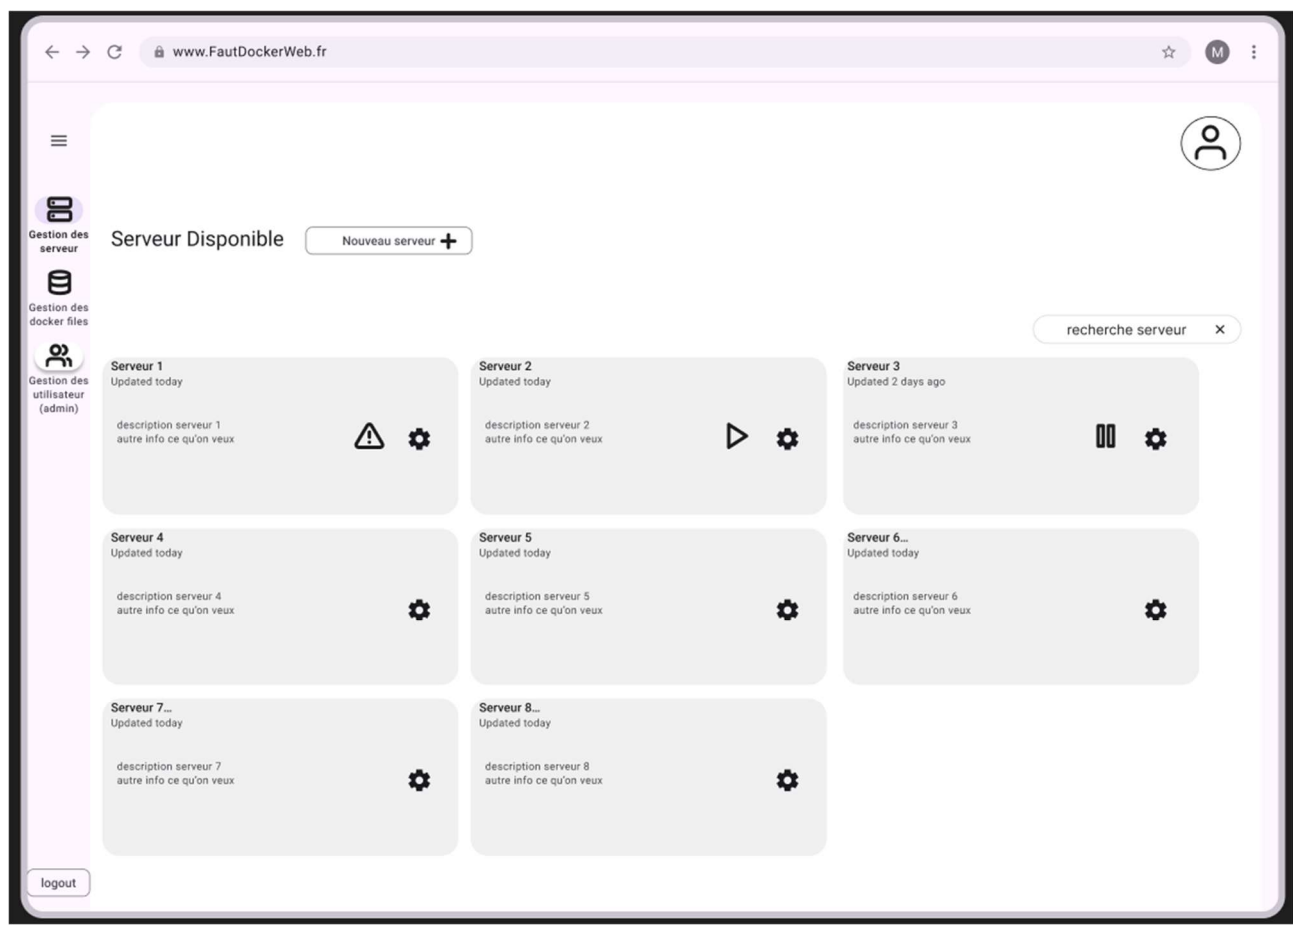 www.FautDockerWeb.fr
M
Gestion des
serveur
Gestion des
docker files
Gestion des
utilisateur
(admin)
logout
Serveur Disponible
Nouveau serveur
recherche serveur
Serveur 1
Updated today
description serveur 1
autre info ce qu'on veux
Serveur 2
Updated today
description serveur 2
autre info ce qu'on veux
Serveur 3
Updated 2 days ago
description serveur 3
autre info ce qu'on veux
Serveur 4
Updated today
description serveur 4
autre info ce qu'on veux
Serveur 5
Updated today
description serveur 5
autre info ce qu'on veux
Serveur 6...
Updated today
description serveur 6
autre info ce qu'on veux
Serveur 7...
Updated today
description serveur 7
autre info ce qu'on veux
Serveur 8...
Updated today
description serveur 8
autre info ce qu'on veux